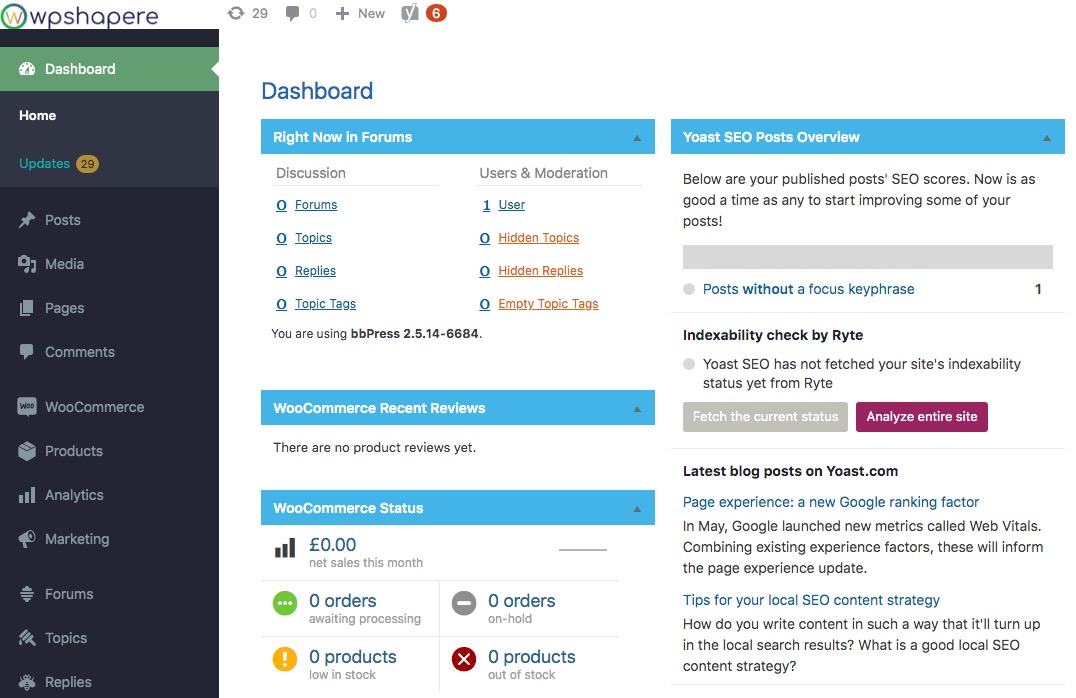 wpshapere
29
0
New
6
Dashboard
Home
Updates 29
Posts
Media
Pages
Comments
WooCommerce
Products
Analytics
Marketing
Forums
Topics
Replies
Dashboard
Right Now in Forums
Discussion
0 Forums
0 Topics
0 Replies
0 Topic Tags
Users & Moderation
1 User
0 Hidden Topics
0 Hidden Replies
0 Empty Topic Tags
You are using bbPress 2.5.14-6684.
WooCommerce Recent Reviews
There are no product reviews yet.
WooCommerce Status
£0.00
net sales this month
0 orders
awaiting processing
0 orders
on-hold
0 products
low in stock
0 products
out of stock
Yoast SEO Posts Overview
Below are your published posts' SEO scores. Now is as
good a time as any to start improving some of your
posts!
Posts without a focus keyphrase 1
Indexability check by Ryte
Yoast SEO has not fetched your site's indexability
status yet from Ryte
Fetch the current status
Analyze entire site
Latest blog posts on Yoast.com
Page experience: a new Google ranking factor
In May, Google launched new metrics called Web Vitals.
Combining existing experience factors, these will inform
the page experience update.
Tips for your local SEO content strategy
How do you write content in such a way that it'll turn up
in the local search results? What is a good local SEO
content strategy?